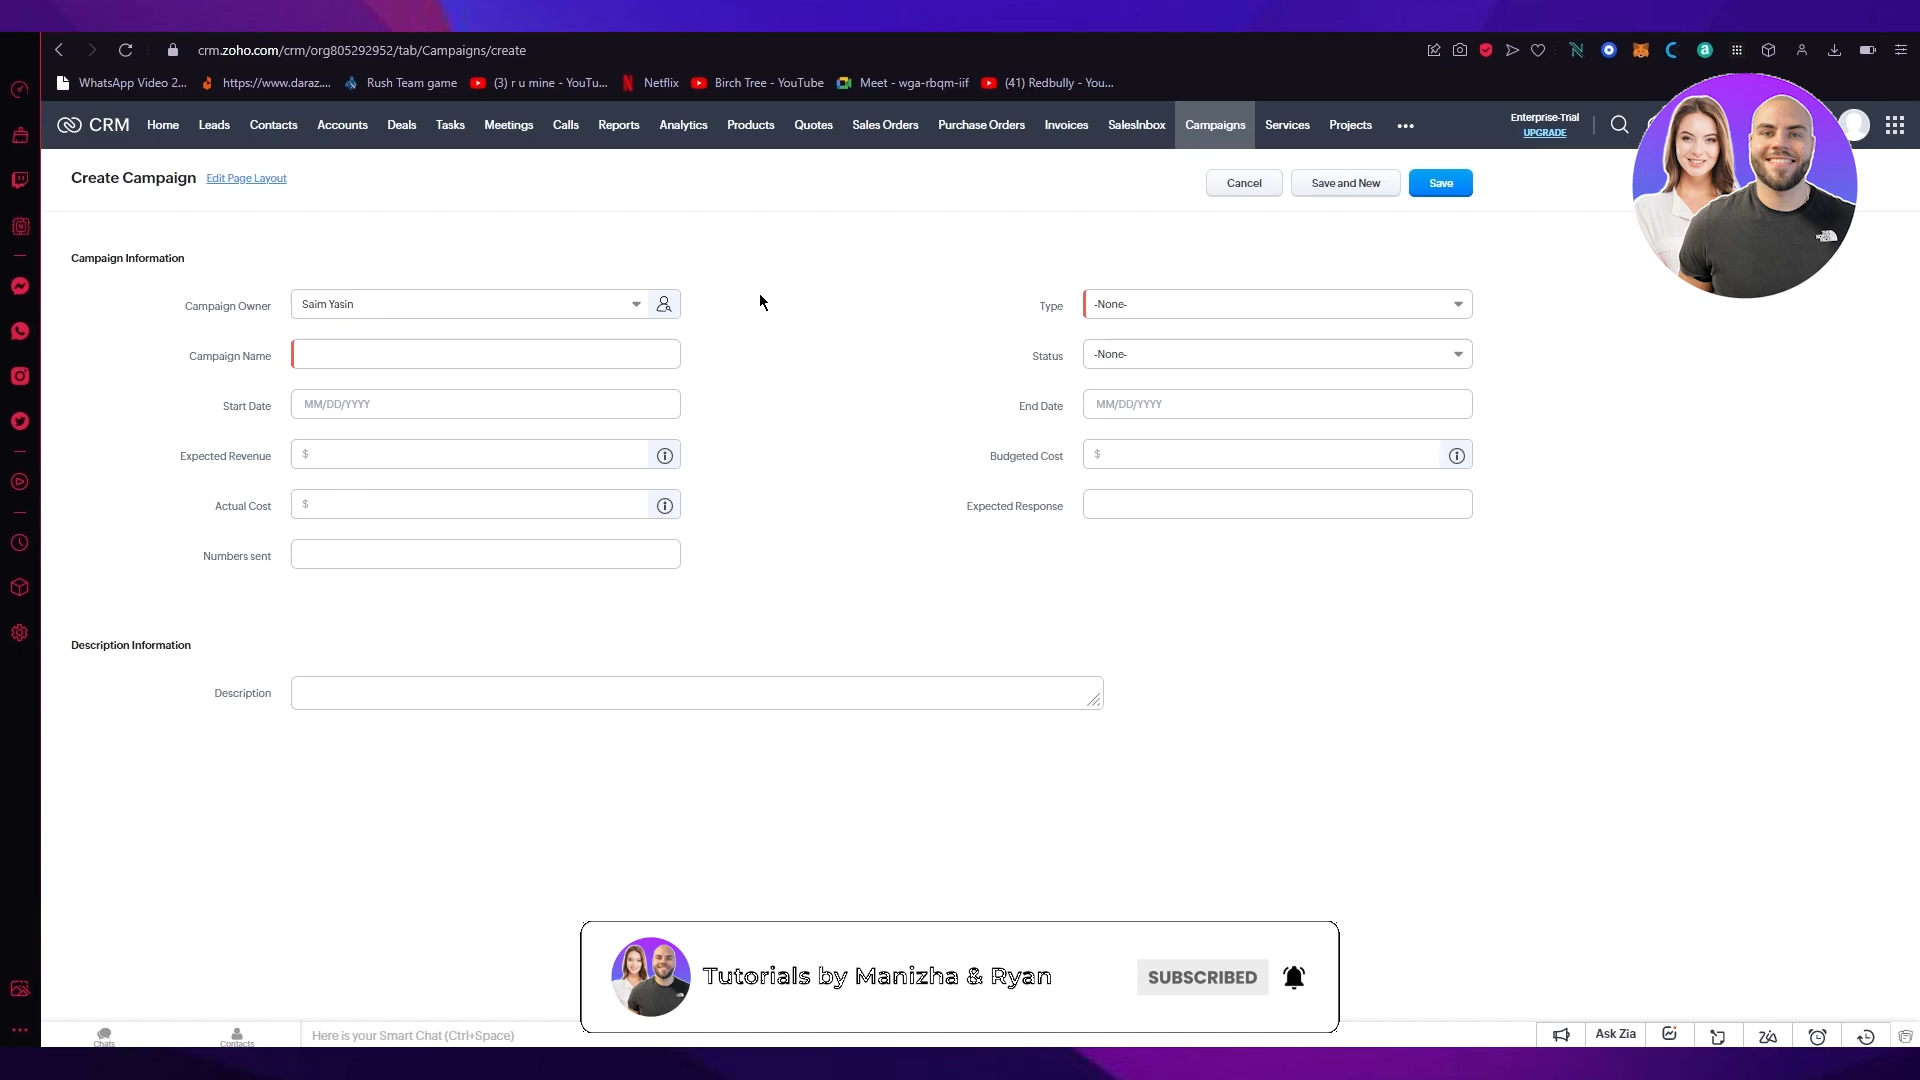 crm.zoho.com/crm/org805292952/tab/Campaigns/create
WhatsApp Video 2... https://www.daraz.... Rush Team game (3) r u mine - YouTu... Netflix Birch Tree - YouTube Meet - wga-rbqm-iif (41) Redbully - You...
CRM Home Leads Contacts Accounts Deals Tasks Meetings Calls Reports Analytics Products Quotes Sales Orders Purchase Orders Invoices SalesInbox Campaigns Services Projects ••• Enterprise-Trial
UPGRADE
Create Campaign Edit Page Layout Cancel Save and New Save
Campaign Information
Campaign Owner Saim Yasin Type -None-
Campaign Name Status -None-
Start Date MM/DD/YYYY End Date MM/DD/YYYY
Expected Revenue $ Budgeted Cost $
Actual Cost $ Expected Response
Numbers sent
Description Information
Description
Tutorials by Manizha & Ryan SUBSCRIBED
Chats Contacts Here is your Smart Chat (Ctrl+Space) Ask Zia